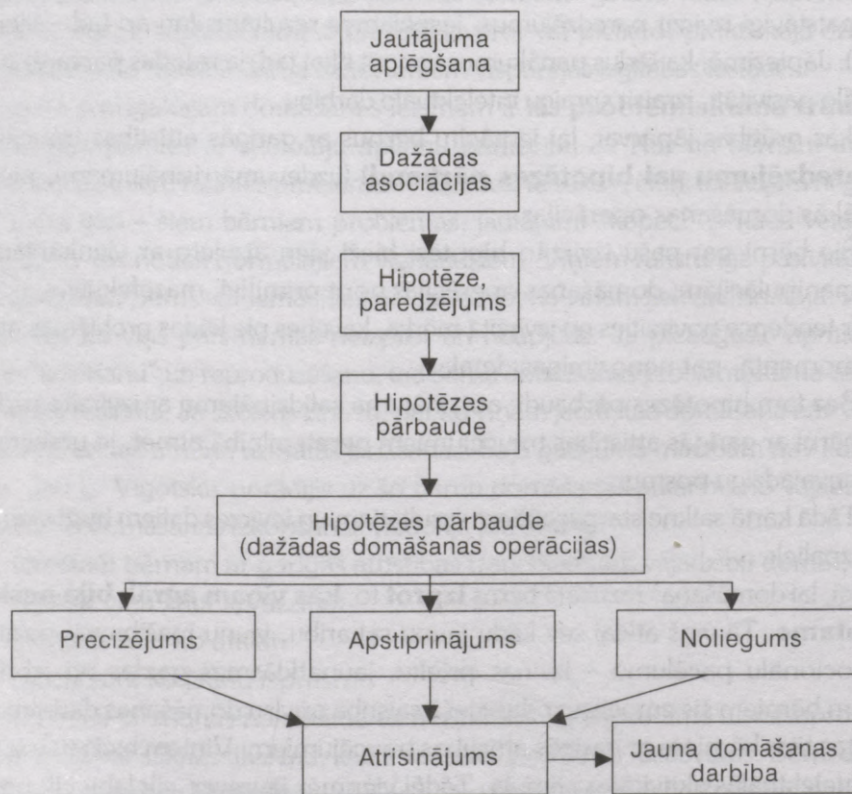 Jautājuma
apjēgšana
Dažādas
asociācijas
Hipotēze,
paredzējums
Hipotēzes
pārbaude
Hipotēzes pārbaude
(dažādas domāšanas operācijas)
Precizējums
Apstiprinājums
Noliegums
Atrisinājums
Jauna domāšanas
darbība